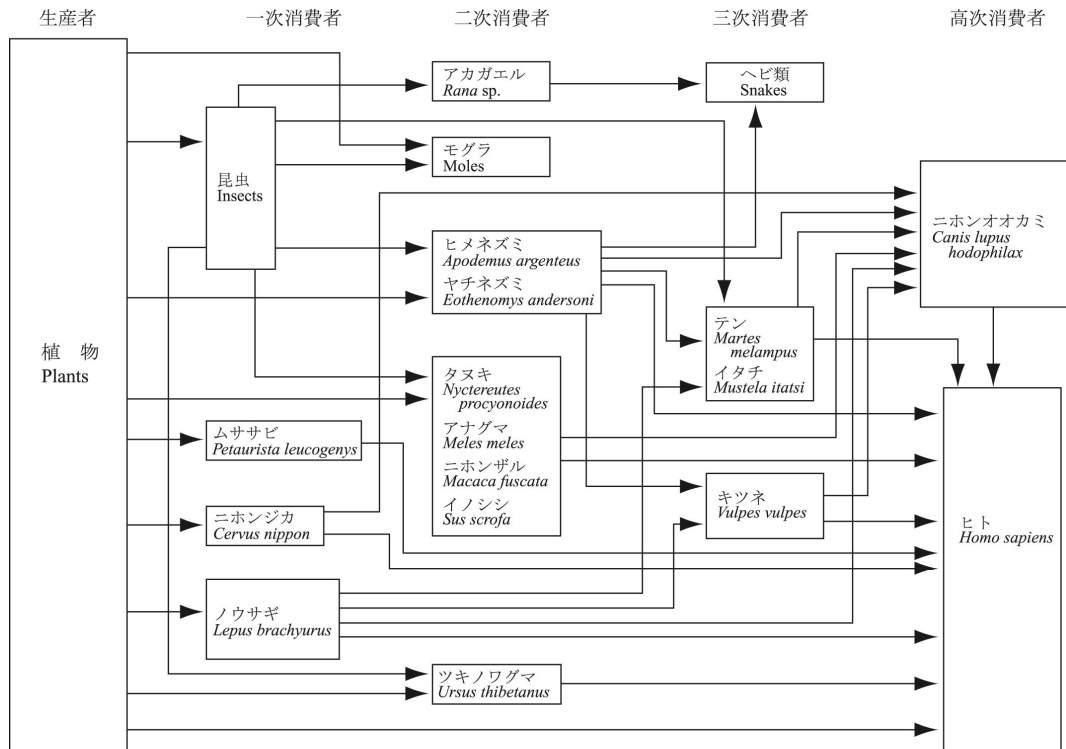 生産者
一次消費者
二次消費者
三次消費者
高次消費者
植 物
Plants
昆虫
Insects
ムササビ
Petaurista leucogenys
ニホンジカ
Cervus nippon
ノウサギ
Lepus brachyurus
アカガエル
Rana sp.
モグラ
Moles
ヒメネズミ
Apodemus argenteus
ヤチネズミ
Eothenomys andersoni
タヌキ
Nyctereutes
procyonoides
アナグマ
Meles meles
ニホンザル
Macaca fuscata
イノシシ
Sus scrofa
ツキノワグマ
Ursus thibetanus
ヘビ類
Snakes
テン
Martes
melampus
イタチ
Mustela itatsi
キツネ
Vulpes vulpes
ニホンオオカミ
Canis lupus
hodophilax
ヒト
Homo sapiens